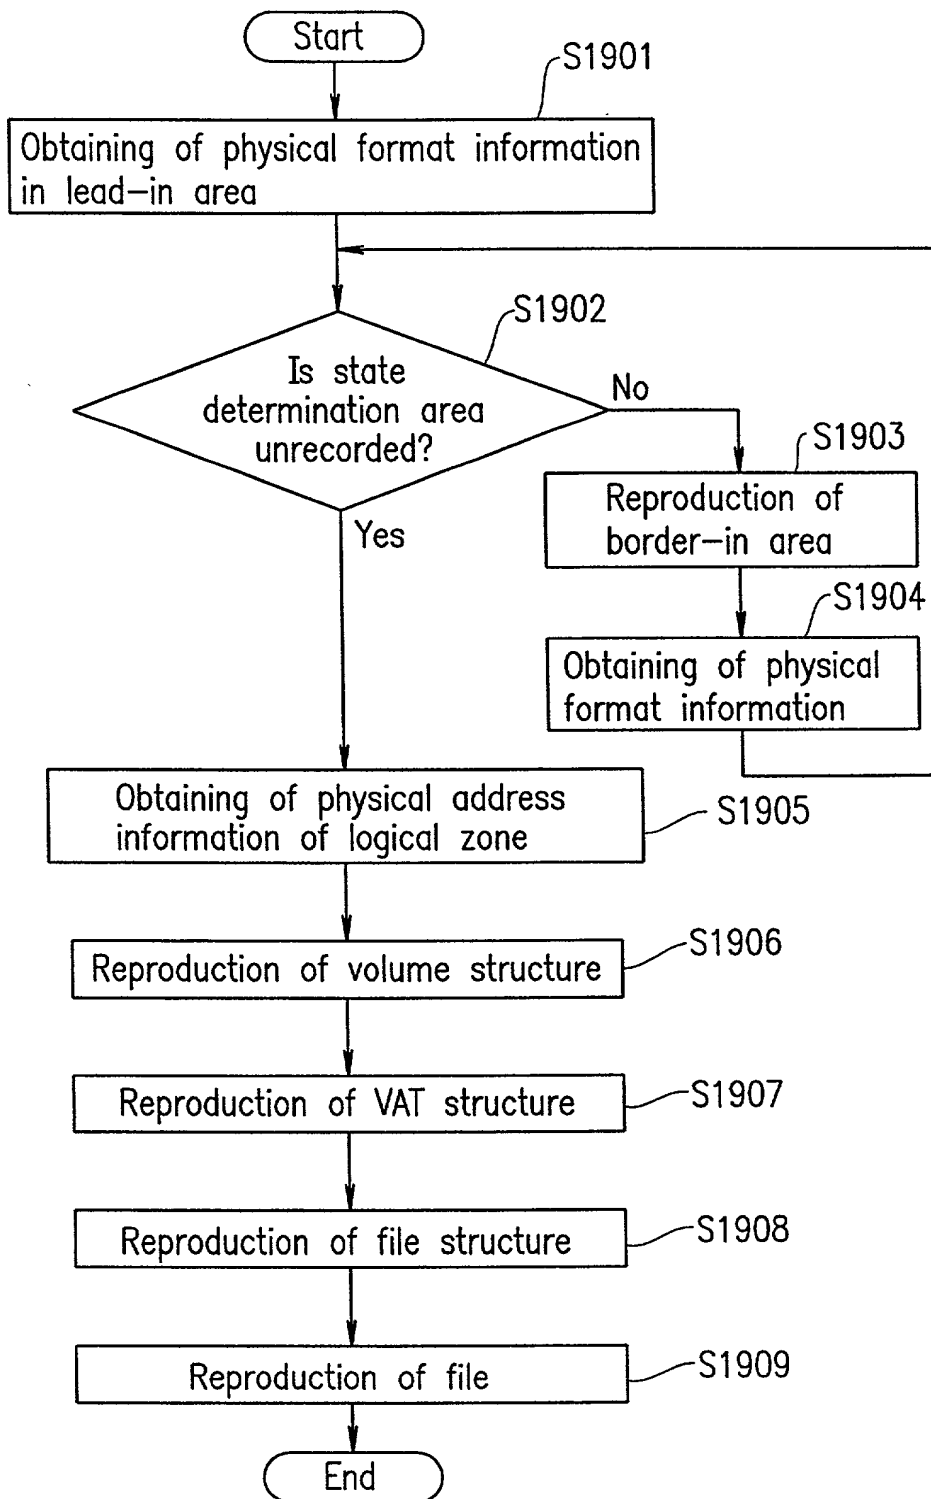 Start
S1901
Obtaining of physical format information
in lead-in area
S1902
Is state
determination area
unrecorded?
No
S1903
Reproduction of
border-in area
Yes
S1904
Obtaining of physical
format information
Obtaining of physical address
information of logical zone
S1905
Reproduction of volume structure
S1906
Reproduction of VAT structure
S1907
Reproduction of file structure
S1908
Reproduction of file
S1909
End